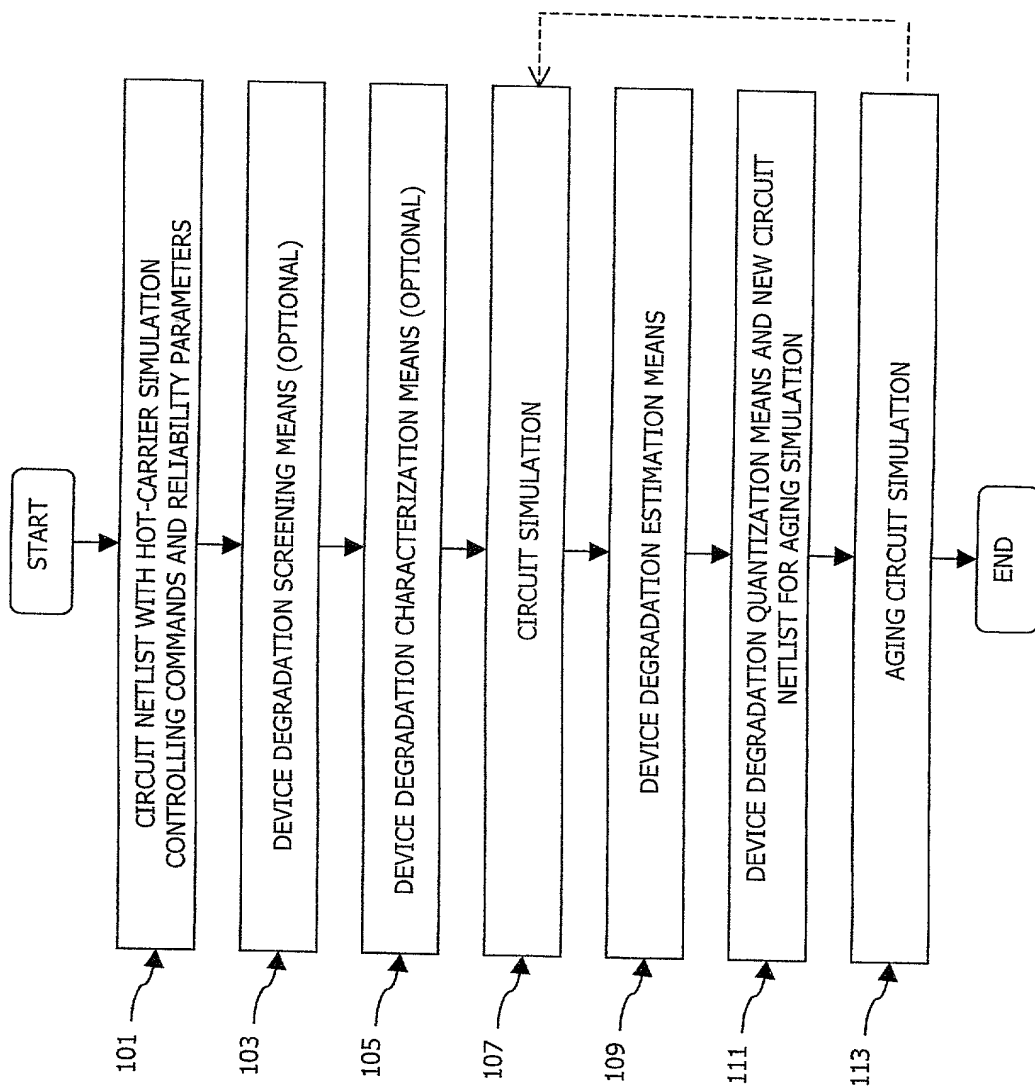 START
101
CIRCUIT NETLIST WITH HOT-CARRIER SIMULATION
CONTROLLING COMMANDS AND RELIABILITY PARAMETERS
103
DEVICE DEGRADATION SCREENING MEANS (OPTIONAL)
105
DEVICE DEGRADATION CHARACTERIZATION MEANS (OPTIONAL)
107
CIRCUIT SIMULATION
109
DEVICE DEGRADATION ESTIMATION MEANS
111
DEVICE DEGRADATION QUANTIZATION MEANS AND NEW CIRCUIT
NETLIST FOR AGING SIMULATION
113
AGING CIRCUIT SIMULATION
END